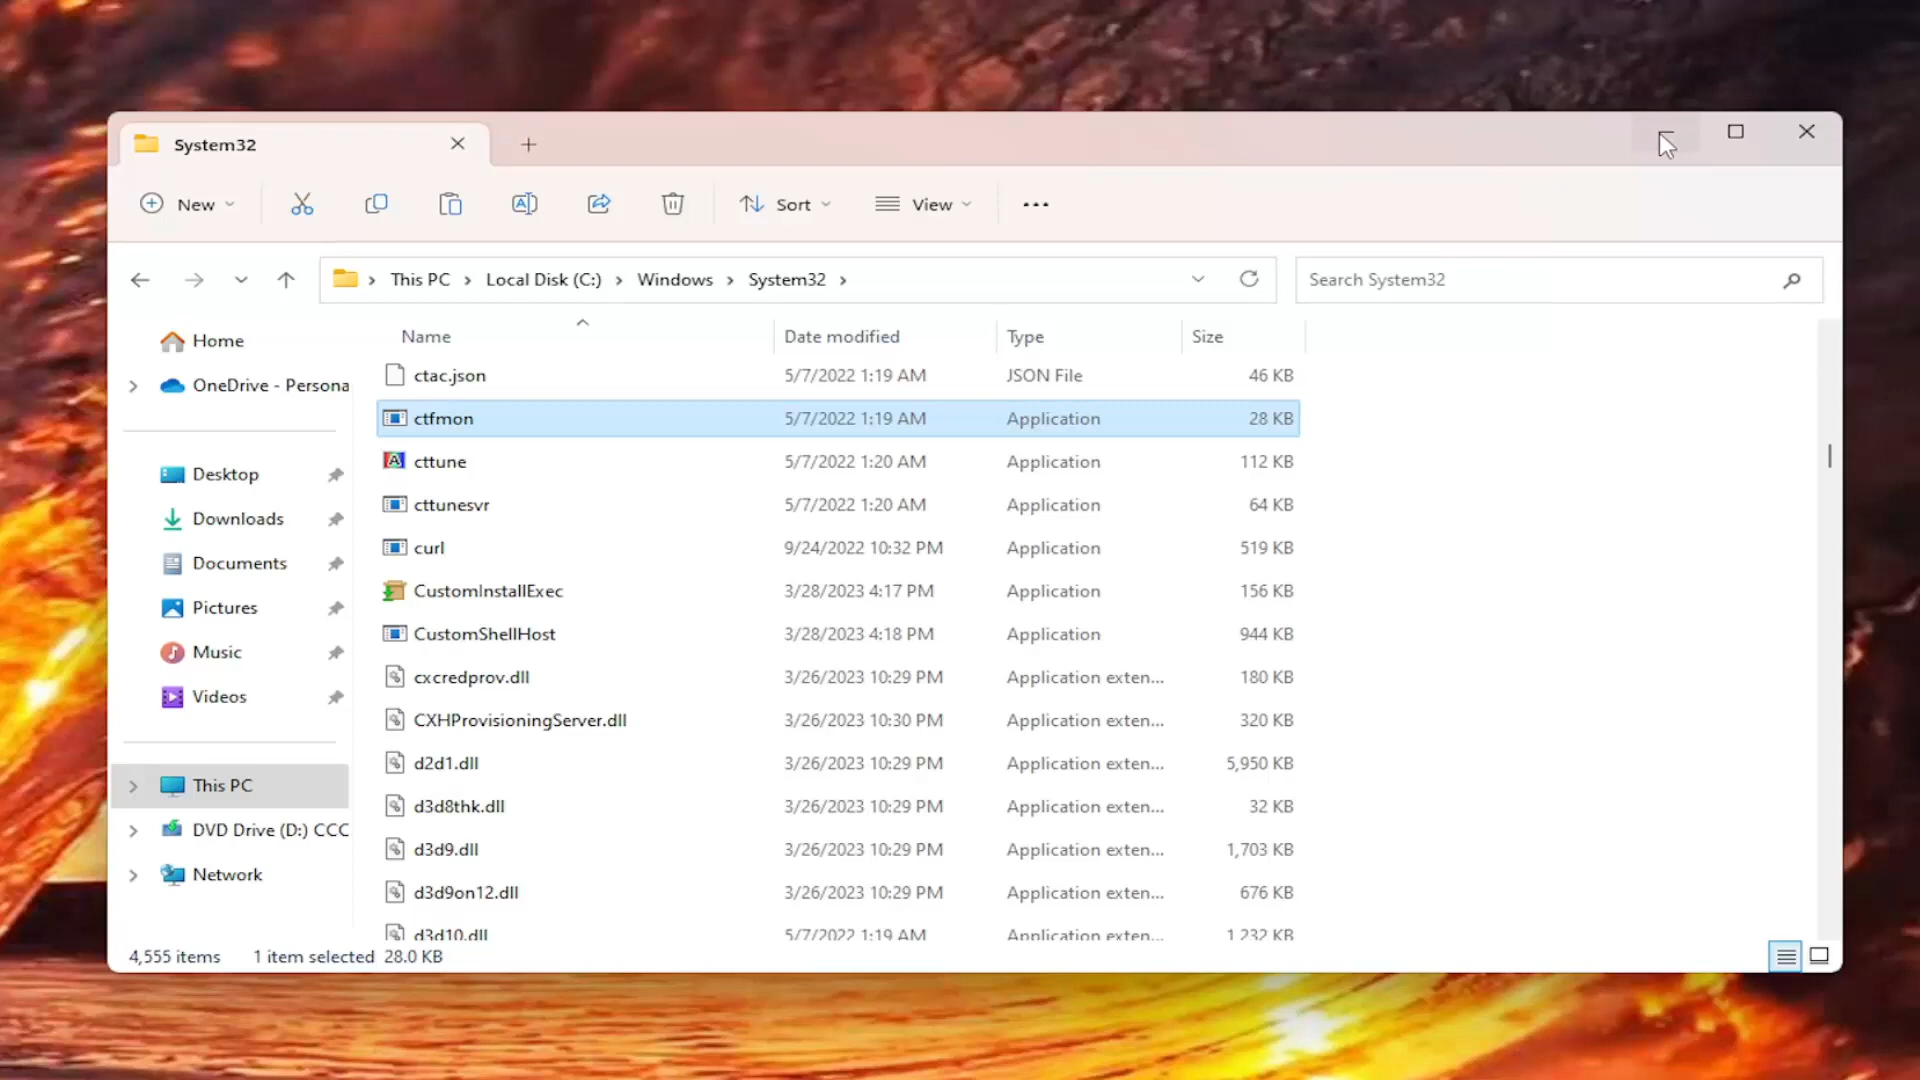 System32
New Sort View
This PC Local Disk (C:) Windows System32 Search System32
Home
OneDrive - Persona
Desktop
Downloads
Documents
Pictures
Music
Videos
This PC
DVD Drive (D:) CCC
Network
Name Date modified Type Size
ctac.json 5/7/2022 1:19 AM JSON File 46 KB
ctfmon 5/7/2022 1:19 AM Application 28 KB
cttune 5/7/2022 1:20 AM Application 112 KB
cttunesvr 5/7/2022 1:20 AM Application 64 KB
curl 9/24/2022 10:32 PM Application 519 KB
CustomInstallExec 3/28/2023 4:17 PM Application 156 KB
CustomShellHost 3/28/2023 4:18 PM Application 944 KB
cxcredprov.dll 3/26/2023 10:29 PM Application exten... 180 KB
CXHProvisioningServer.dll 3/26/2023 10:30 PM Application exten... 320 KB
d2d1.dll 3/26/2023 10:29 PM Application exten... 5,950 KB
d3d8thk.dll 3/26/2023 10:29 PM Application exten... 32 KB
d3d9.dll 3/26/2023 10:29 PM Application exten... 1,703 KB
d3d9on12.dll 3/26/2023 10:29 PM Application exten... 676 KB
d3d10.dll 5/7/2022 1:19 AM Application exten... 1,232 KB
4,555 items 1 item selected 28.0 KB